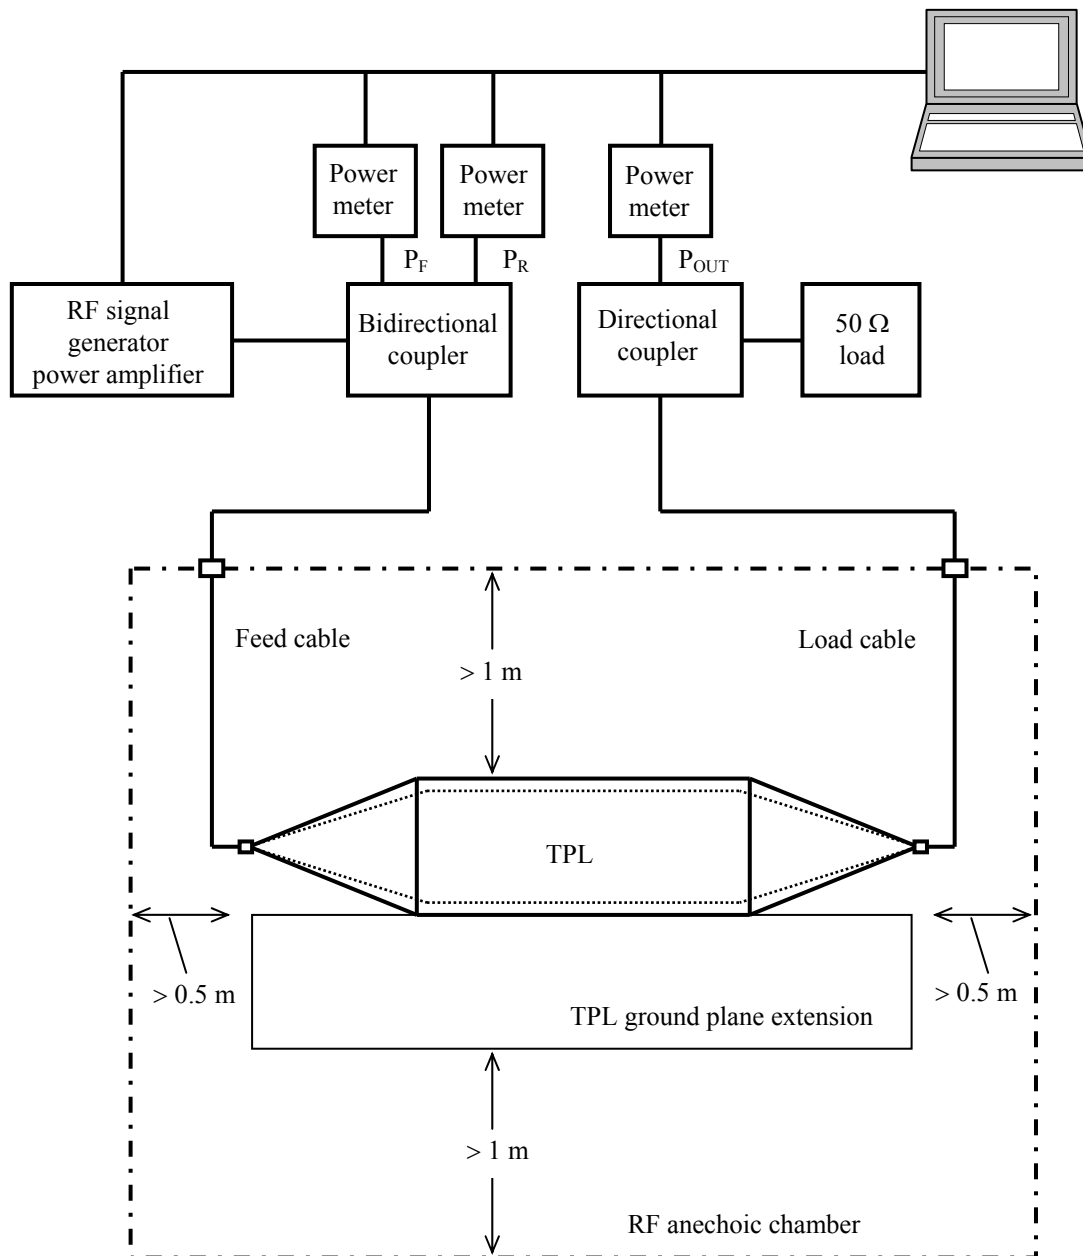 Power
meter
Power
meter
Power
meter
P_F
P_R
P_OUT
RF signal
generator
power amplifier
Bidirectional
coupler
Directional
coupler
50 Ω
load
Feed cable
Load cable
> 1 m
TPL
> 0.5 m
> 0.5 m
TPL ground plane extension
> 1 m
RF anechoic chamber